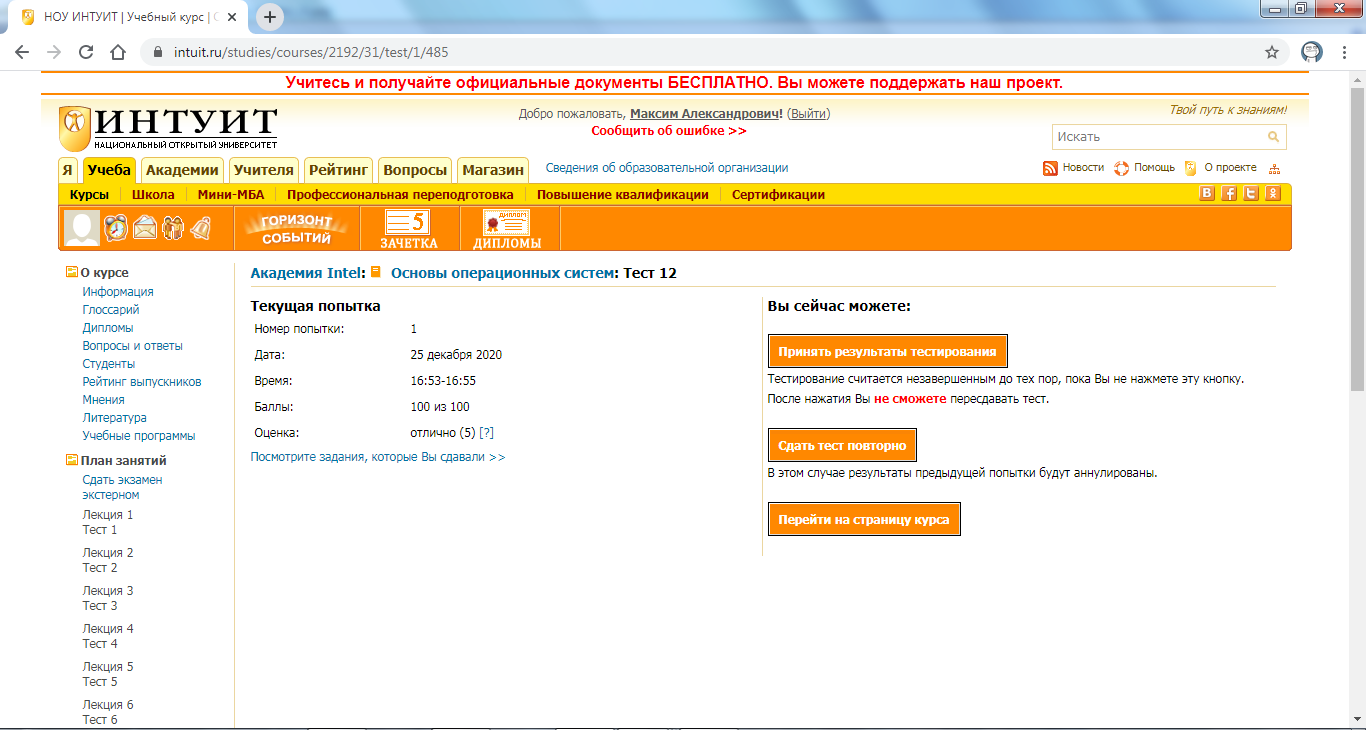 НОУ ИНТУИТ | Учебный курс | О
intuit.ru/studies/courses/2192/31/test/1/485
Учитесь и получайте официальные документы БЕСПЛАТНО. Вы можете поддержать наш проект.
ИНТУИТ
НАЦИОНАЛЬНЫЙ ОТКРЫТЫЙ УНИВЕРСИТЕТ
Добро пожаловать, Максим Александрович! (Выйти)
Сообщить об ошибке >>
Твой путь к знаниям!
Искать
Я Учеба Академии Учителя Рейтинг Вопросы Магазин Сведения об образовательной организации Новости Помощь О проекте
Курсы Школа Мини-МБА Профессиональная переподготовка Повышение квалификации Сертификации
ГОРИЗОНТ СОБЫТИЙ
5
ЗАЧЕТКА
ДИПЛОМ
ДИПЛОМЫ
О курсе
Информация
Глоссарий
Дипломы
Вопросы и ответы
Студенты
Рейтинг выпускников
Мнения
Литература
Учебные программы
План занятий
Сдать экзамен
экстерном
Лекция 1
Тест 1
Лекция 2
Тест 2
Лекция 3
Тест 3
Лекция 4
Тест 4
Лекция 5
Тест 5
Лекция 6
Тест 6
Академия Intel: Основы операционных систем: Тест 12
Текущая попытка
Номер попытки: 1
Дата: 25 декабря 2020
Время: 16:53-16:55
Баллы: 100 из 100
Оценка: отлично (5) [?]
Посмотрите задания, которые Вы сдавали >>
Вы сейчас можете:
Принять результаты тестирования
Тестирование считается незавершенным до тех пор, пока Вы не нажмете эту кнопку.
После нажатия Вы не сможете пересдавать тест.
Сдать тест повторно
В этом случае результаты предыдущей попытки будут аннулированы.
Перейти на страницу курса